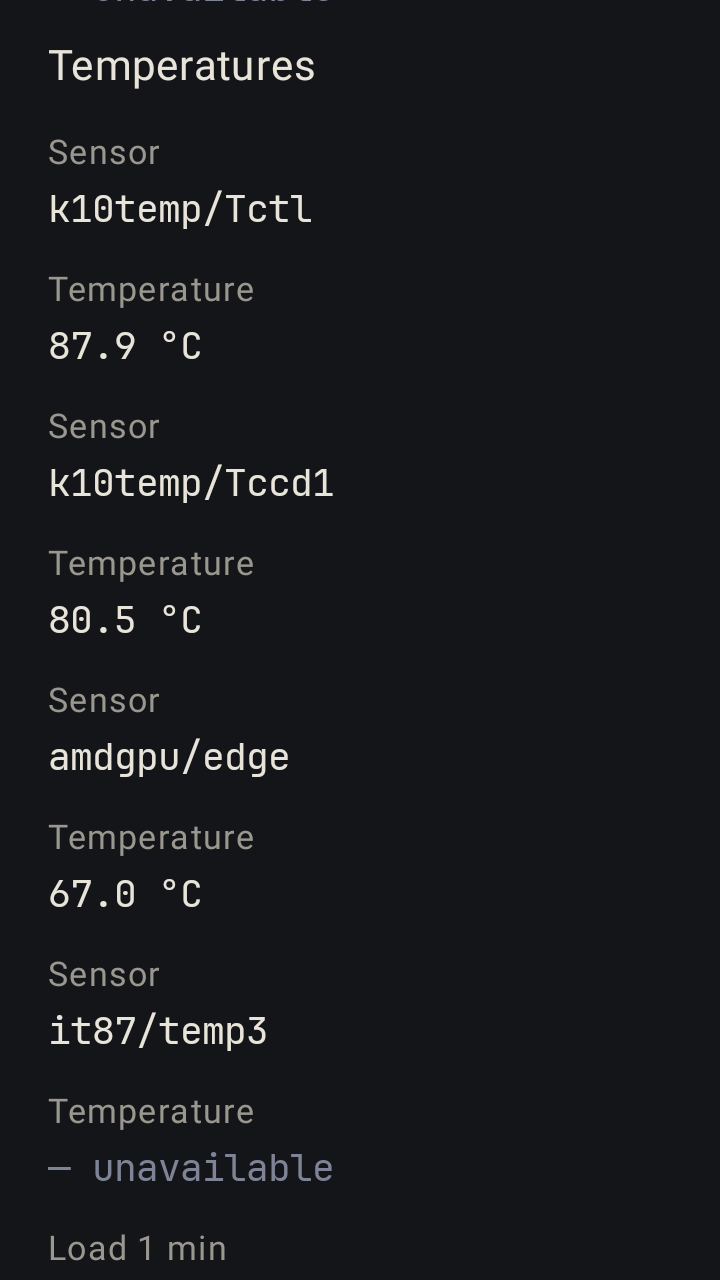 Temperatures
Sensor
k10temp/Tctl
Temperature
87.9 °C
Sensor
k10temp/Tccd1
Temperature
80.5 °C
Sensor
amdgpu/edge
Temperature
67.0 °C
Sensor
it87/temp3
Temperature
— unavailable
Load 1 min